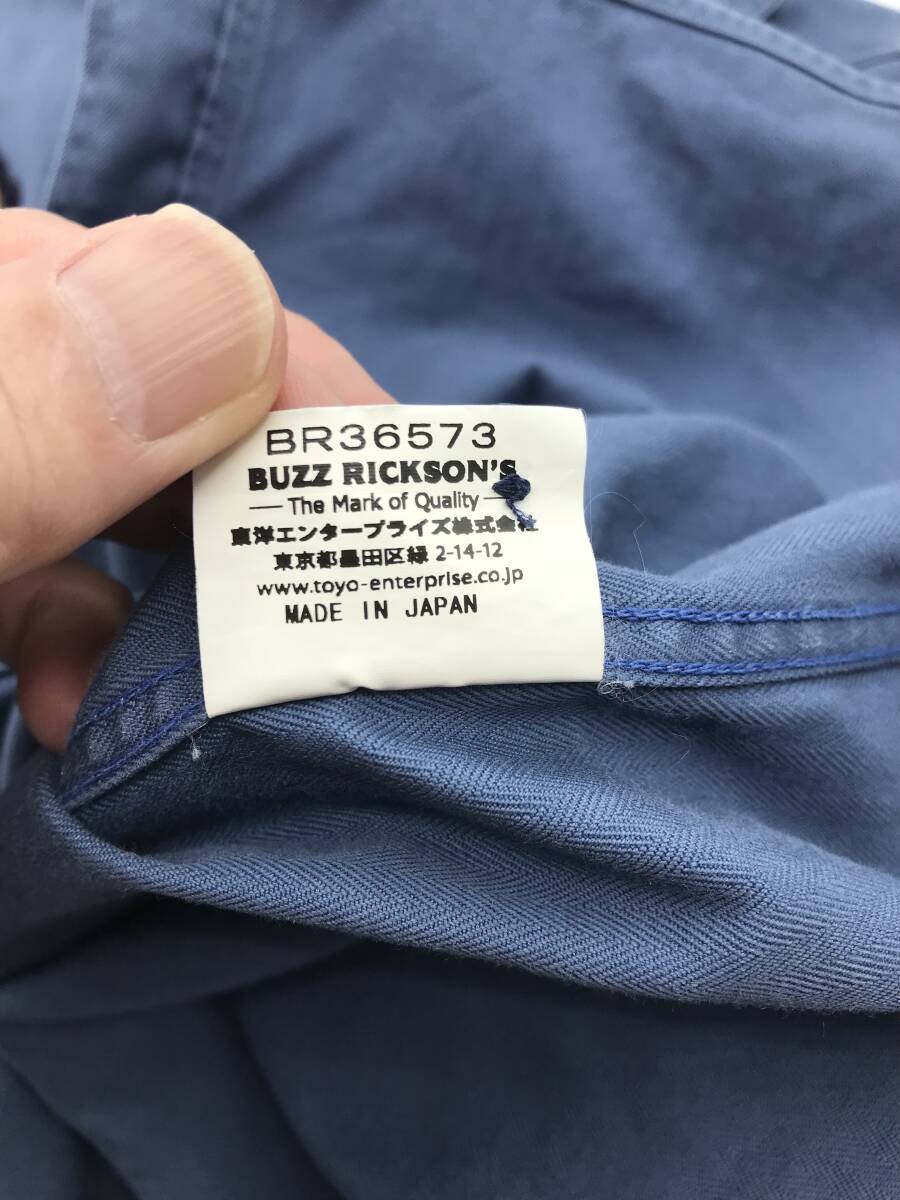 BR36573
BUZZ RICKSON'S
The Mark of Quality
東洋エンタープライズ株式会社
東京都墨田区緑 2-14-12
www.toyo-enterprise.co.jp
MADE IN JAPAN